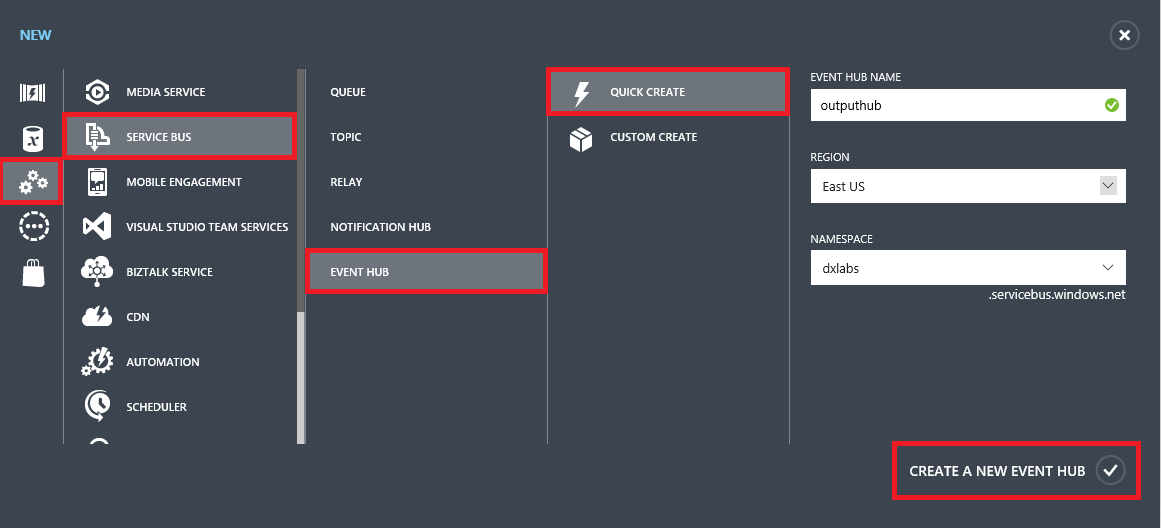 NEW
MEDIA SERVICE
SERVICE BUS
MOBILE ENGAGEMENT
VISUAL STUDIO TEAM SERVICES
BIZTALK SERVICE
CDN
AUTOMATION
SCHEDULER
QUEUE
TOPIC
RELAY
NOTIFICATION HUB
EVENT HUB
QUICK CREATE
CUSTOM CREATE
EVENT HUB NAME
outputhub
REGION
East US
NAMESPACE
dxlabs
.servicebus.windows.net
CREATE A NEW EVENT HUB